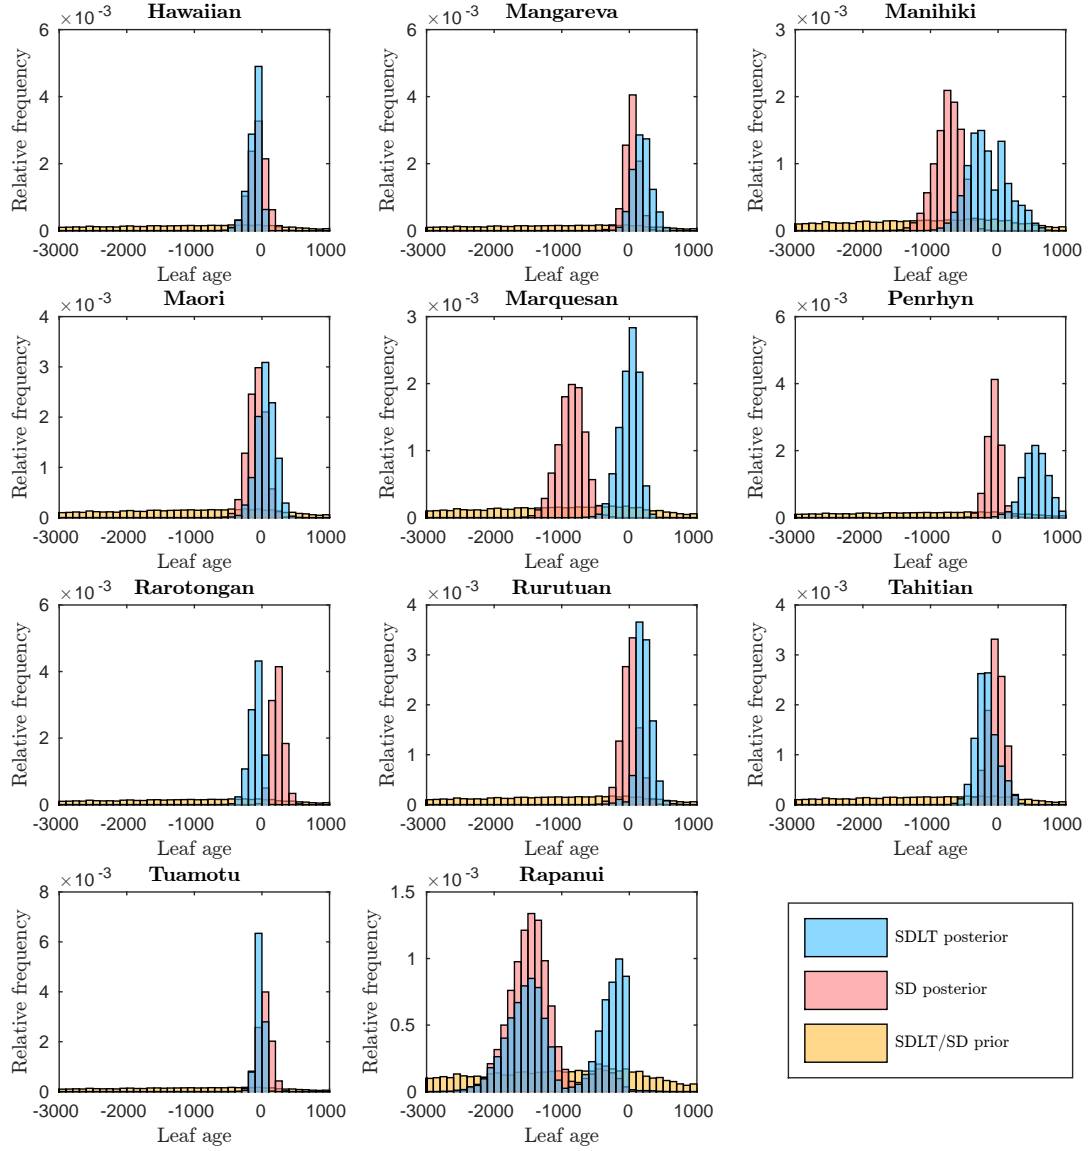 Hawaiian
×10^-3
6
4
2
0
Relative frequency
-3000 -2000 -1000 0 1000
Leaf age
Mangareva
×10^-3
6
4
2
0
Relative frequency
-3000 -2000 -1000 0 1000
Leaf age
Manihiki
×10^-3
3
2
1
0
Relative frequency
-3000 -2000 -1000 0 1000
Leaf age
Maori
×10^-3
4
3
2
1
0
Relative frequency
-3000 -2000 -1000 0 1000
Leaf age
Marquesan
×10^-3
3
2
1
0
Relative frequency
-3000 -2000 -1000 0 1000
Leaf age
Penrhyn
×10^-3
6
4
2
0
Relative frequency
-3000 -2000 -1000 0 1000
Leaf age
Rarotongan
×10^-3
6
4
2
0
Relative frequency
-3000 -2000 -1000 0 1000
Leaf age
Rurutuan
×10^-3
4
3
2
1
0
Relative frequency
-3000 -2000 -1000 0 1000
Leaf age
Tahitian
×10^-3
4
3
2
1
0
Relative frequency
-3000 -2000 -1000 0 1000
Leaf age
Tuamotu
×10^-3
8
6
4
2
0
Relative frequency
-3000 -2000 -1000 0 1000
Leaf age
Rapanui
×10^-3
1.5
1
0.5
0
Relative frequency
-3000 -2000 -1000 0 1000
Leaf age
SDLT posterior
SD posterior
SDLT/SD prior